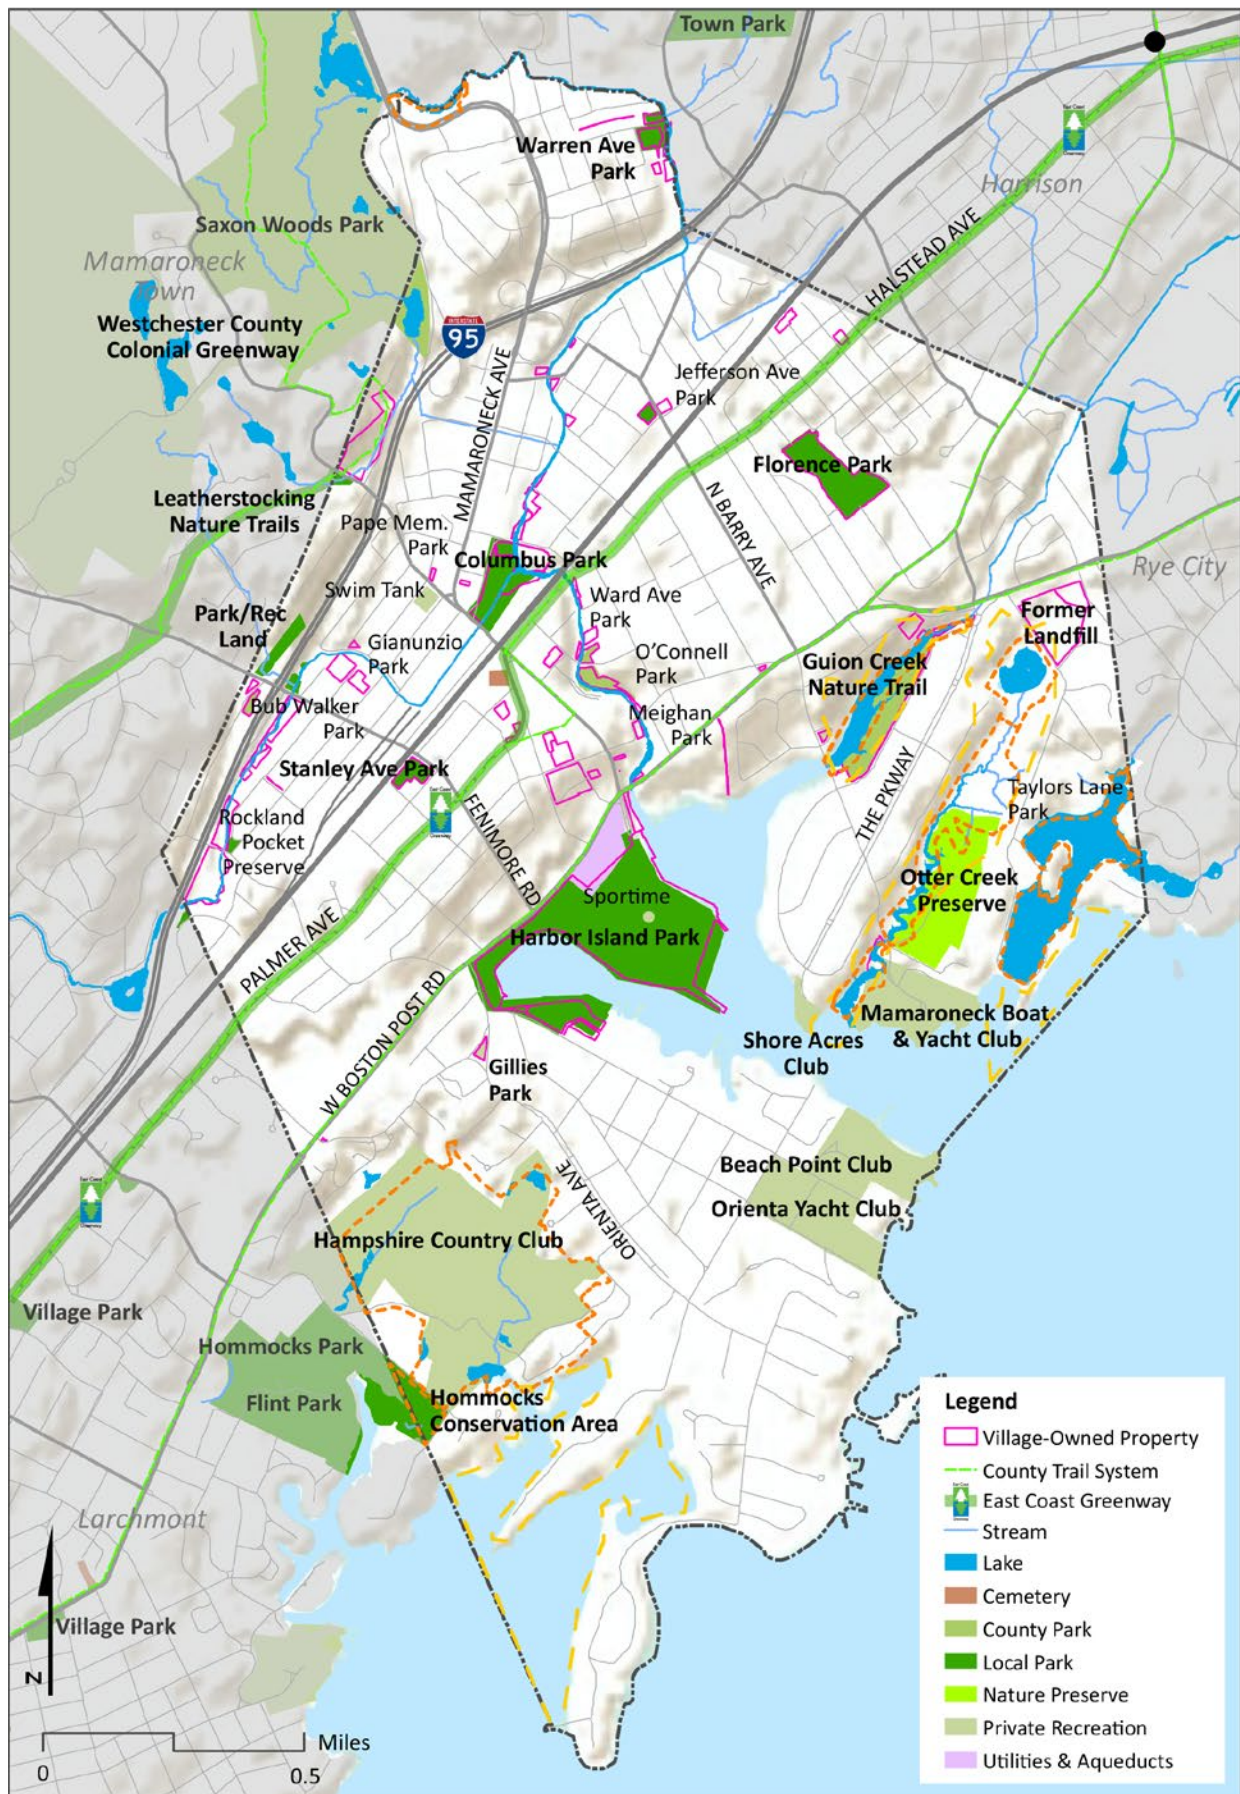 Town Park
Warren Ave
Park
Harrison
Saxon Woods Park
Mamaroneck
Town
HALSTEAD AVE
Westchester County
Colonial Greenway
INTERSTATE
95
MAMARONECK AVE
Jefferson Ave
Park
Florence Park
Leatherstocking
Nature Trails
N BARRY AVE
Pape Mem.
Park
Columbus Park
Rye City
Swim Tank
Ward Ave
Park
Park/Rec
Land
Former
Landfill
Gianunzio
Park
O'Connell
Park
Guion Creek
Nature Trail
Bub Walker
Park
Meighan
Park
Stanley Ave Park
THE PKWAY
Taylors Lane
Park
Rockland
Pocket
Preserve
FENIMORE RD
Otter Creek
Preserve
Sportime
Harbor Island Park
PALMER AVE
W BOSTON POST RD
Mamaroneck Boat
& Yacht Club
Shore Acres
Club
Gillies
Park
Beach Point Club
ORIENTA AVE
Orienta Yacht Club
Hampshire Country Club
Village Park
Hommocks Park
Flint Park
Hommocks
Conservation Area
Larchmont
Village Park
N
Miles
0
0.5
Legend
Village-Owned Property
County Trail System
East Coast Greenway
Stream
Lake
Cemetery
County Park
Local Park
Nature Preserve
Private Recreation
Utilities & Aqueducts